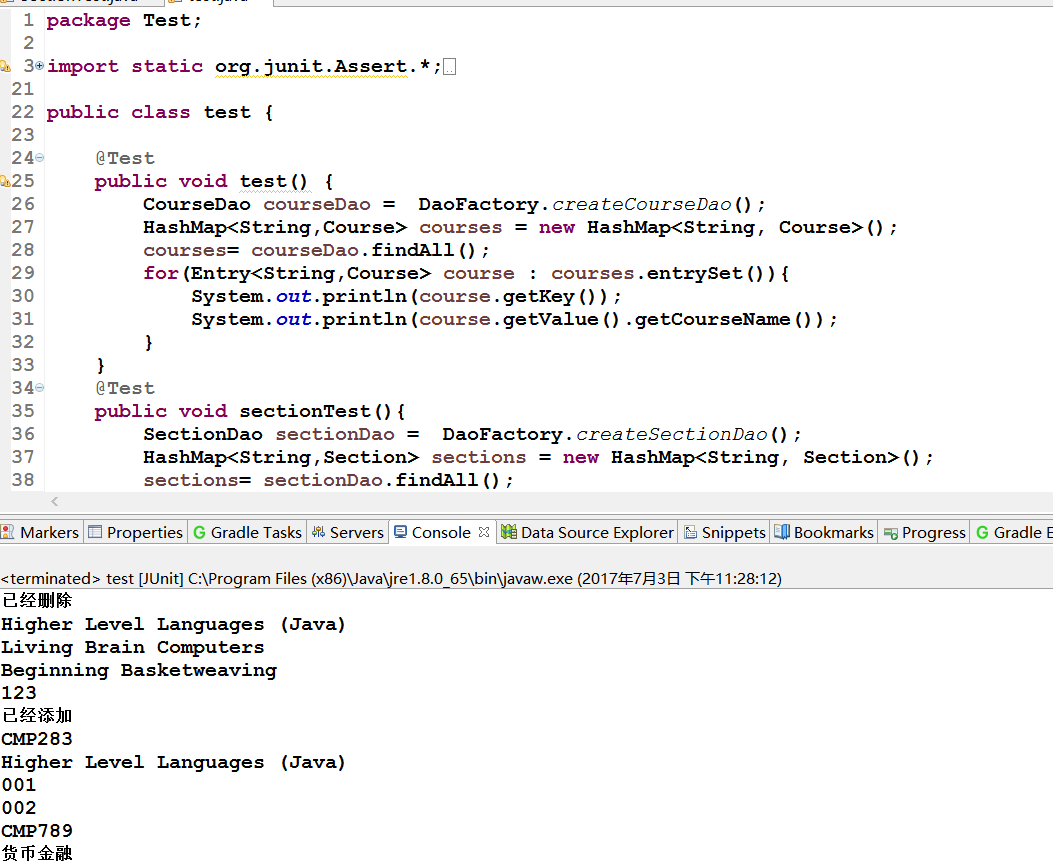 1 package Test;
2
3 import static org.junit.Assert.*;
21
22 public class test {
23
24 @Test
25 public void test() {
26 CourseDao courseDao = DaoFactory.createCourseDao();
27 HashMap<String,Course> courses = new HashMap<String, Course>();
28 courses= courseDao.findAll();
29 for(Entry<String,Course> course : courses.entrySet()){
30 System.out.println(course.getKey());
31 System.out.println(course.getValue().getCourseName());
32 }
33 }
34 @Test
35 public void sectionTest(){
36 SectionDao sectionDao = DaoFactory.createSectionDao();
37 HashMap<String,Section> sections = new HashMap<String, Section>();
38 sections= sectionDao.findAll();
Markers Properties Gradle Tasks Servers Console Data Source Explorer Snippets Bookmarks Progress Gradle E
<terminated> test [JUnit] C:\Program Files (x86)\Java\jre1.8.0_65\bin\javaw.exe (2017年7月3日 下午11:28:12)
已经删除
Higher Level Languages (Java)
Living Brain Computers
Beginning Basketweaving
123
已经添加
CMP283
Higher Level Languages (Java)
001
002
CMP789
货币金融